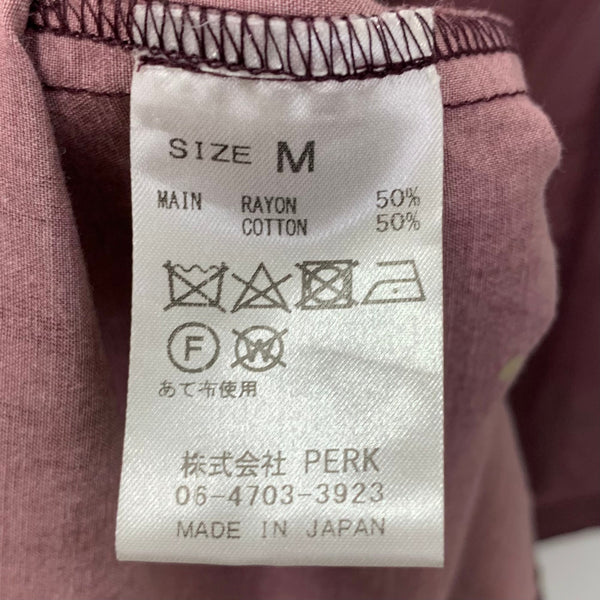 SIZE M
MAIN RAYON 50%
COTTON 50%
F W
あて布使用
株式会社 PERK
06-4703-3923
MADE IN JAPAN